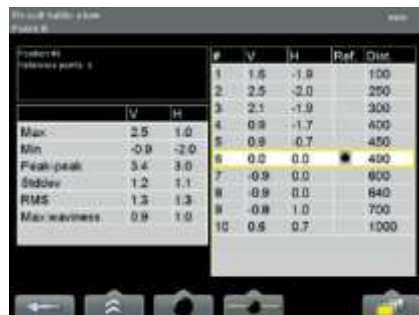 Result table view
Point 6
Reference points: 6
V H
Max 2.5 1.0
Min -0.9 -2.0
Peak-peak 3.4 3.0
Stddev 1.2 1.1
RMS 1.3 1.3
Max waviness 0.9 1.0
# V H Ref. Dist.
1 1.6 -1.9 100
2 2.5 -2.0 250
3 2.1 -1.9 300
4 0.9 -1.7 400
5 0.9 -0.7 450
6 0.0 0.0 490
7 -0.9 0.0 600
8 -0.9 0.0 640
9 -0.8 1.0 700
10 0.6 0.7 1000